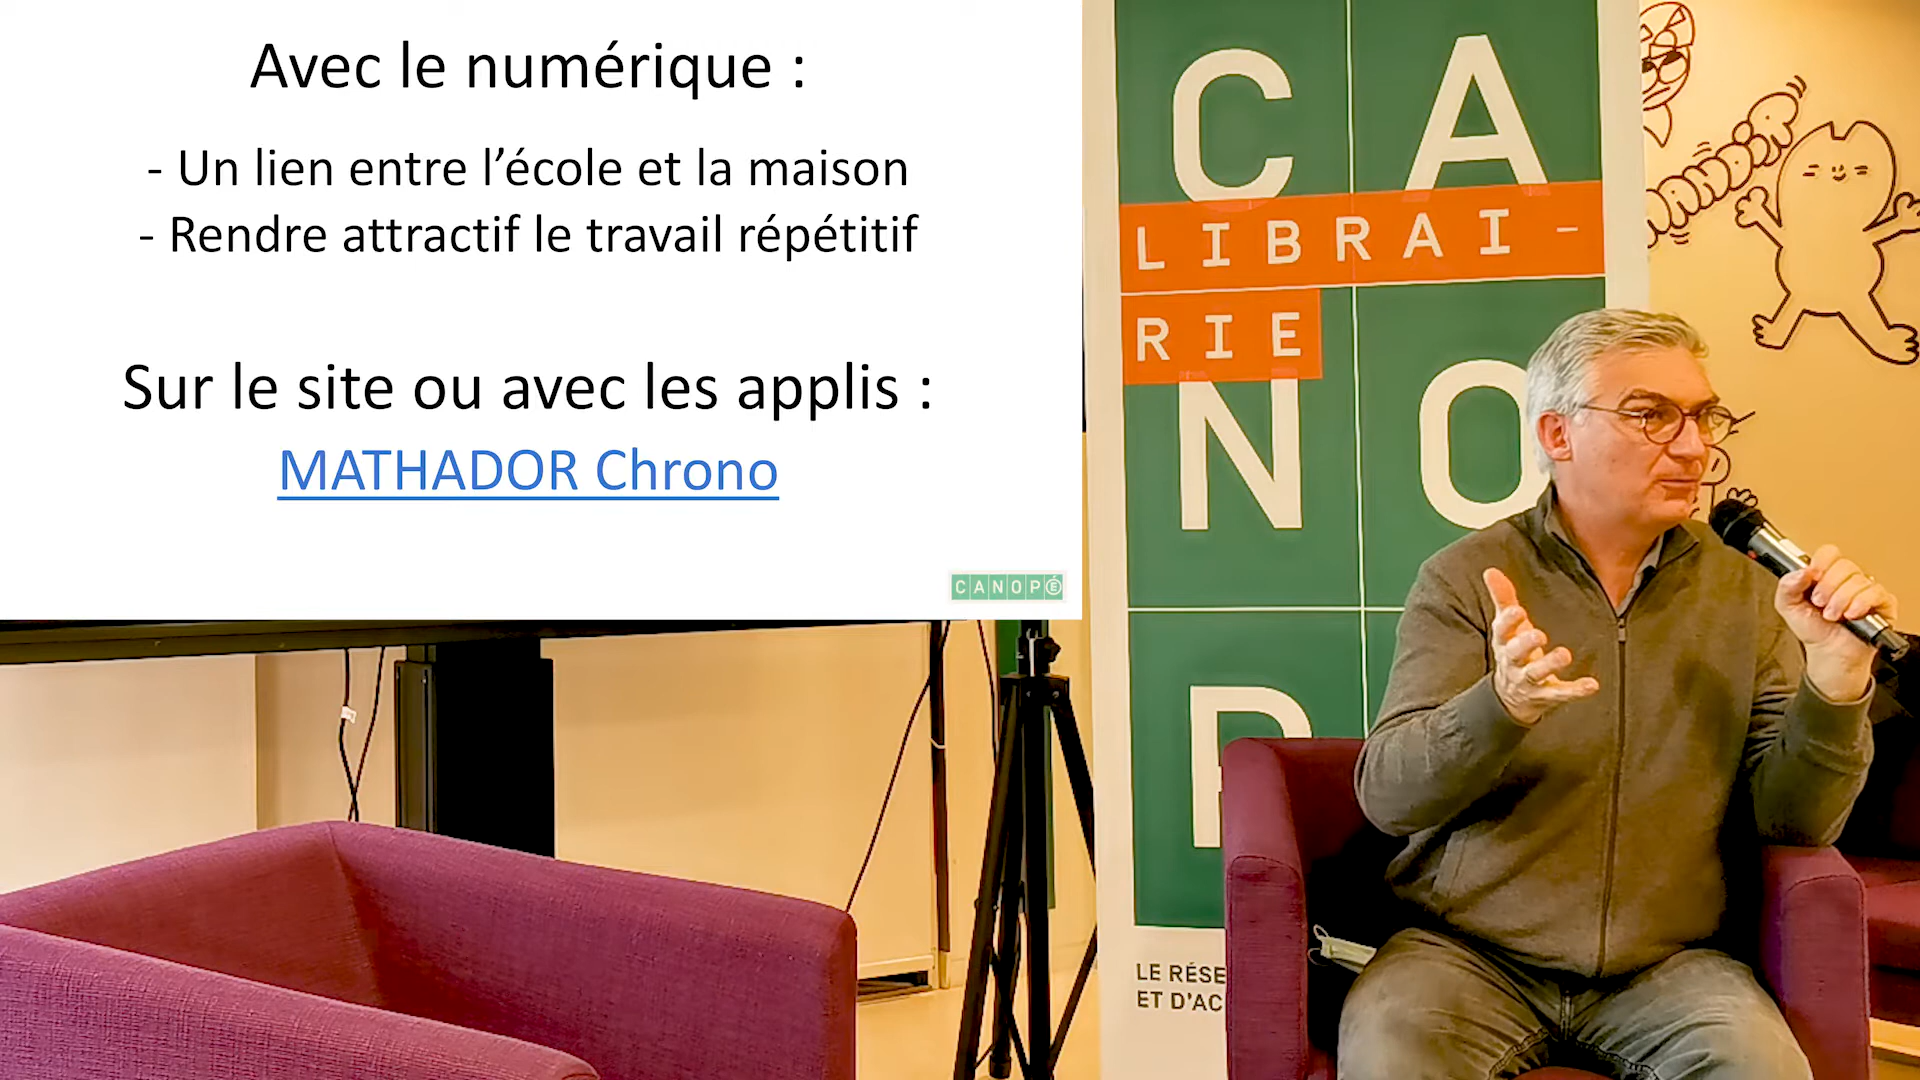 Avec le numérique :
- Un lien entre l’école et la maison
- Rendre attractif le travail répétitif
Sur le site ou avec les applis :
MATHADOR Chrono
CANOPÉ
CA
LIBRAI-
RIE
NO
P
LE RÉSE
ET D'AC